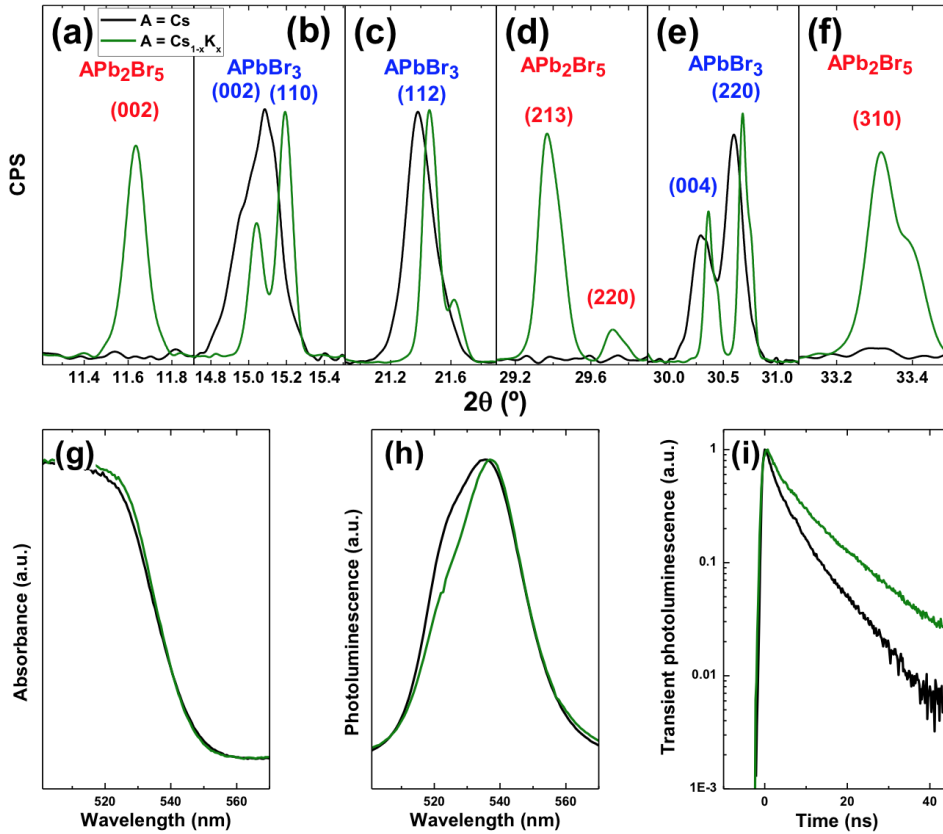 (a)
A = Cs
A = Cs1-xKx
APb2Br5
(002)
(b)
APbBr3
(002) (110)
(c)
APbBr3
(112)
(d)
APb2Br5
(213)
(220)
(e)
APbBr3
(220)
(004)
(f)
APb2Br5
(310)
CPS
11.4 11.6 11.8 14.8 15.0 15.2 15.4 21.2 21.6 29.2 29.6 30.0 30.5 31.0 33.2 33.4
2θ (º)
(g)
Absorbance (a.u.)
520 540 560
Wavelength (nm)
(h)
Photoluminescence (a.u.)
520 540 560
Wavelength (nm)
(i)
Transient photoluminescence (a.u.)
1
0.1
0.01
1E-3
0 20 40
Time (ns)